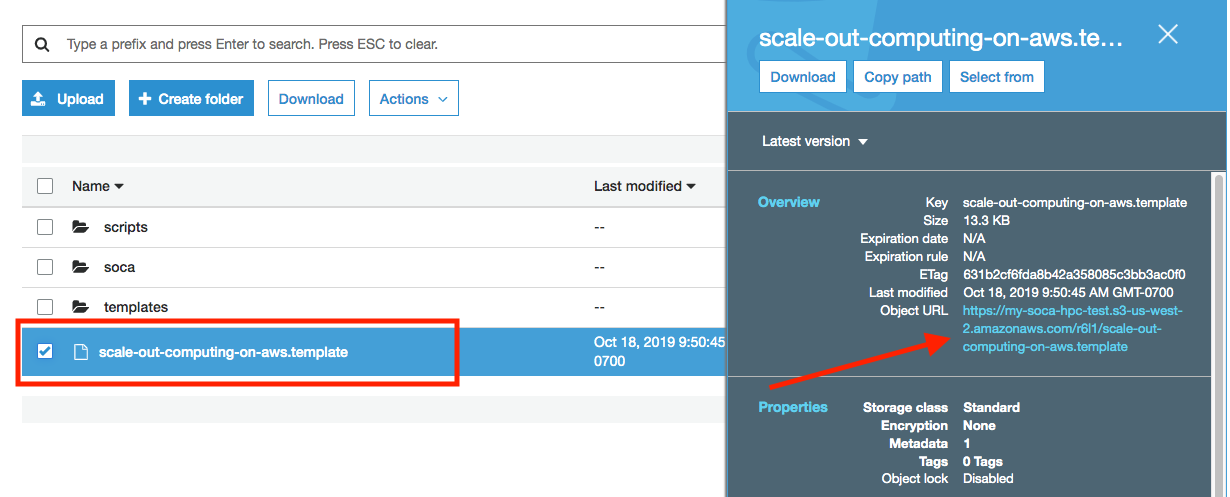 Type a prefix and press Enter to search. Press ESC to clear.
Upload
Create folder
Download
Actions
Name
Last modified
scripts
--
soca
--
templates
--
scale-out-computing-on-aws.template
Oct 18, 2019 9:50:45
0700
scale-out-computing-on-aws.te...
Download
Copy path
Select from
Latest version
Overview
Key scale-out-computing-on-aws.template
Size 13.3 KB
Expiration date N/A
Expiration rule N/A
ETag 631b2cf6fda8b42a358085c3bb3ac0f0
Last modified Oct 18, 2019 9:50:45 AM GMT-0700
Object URL https://my-soca-hpc-test.s3-us-west-
2.amazonaws.com/r6l1/scale-out-
computing-on-aws.template
Properties
Storage class Standard
Encryption None
Metadata 1
Tags 0 Tags
Object lock Disabled